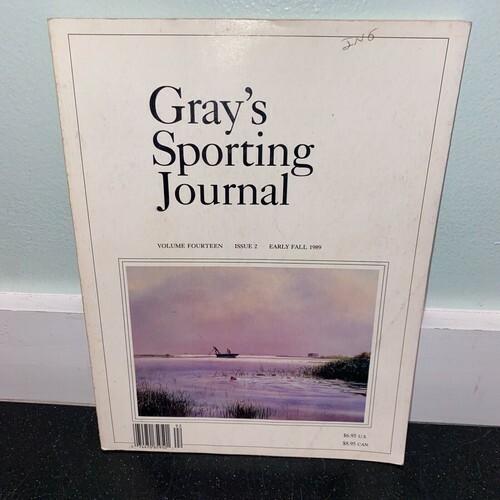 Gray's
Sporting
Journal
VOLUME FOURTEEN ISSUE 2 EARLY FALL 1989
$6.95 U.S.
$8.95 CAN.